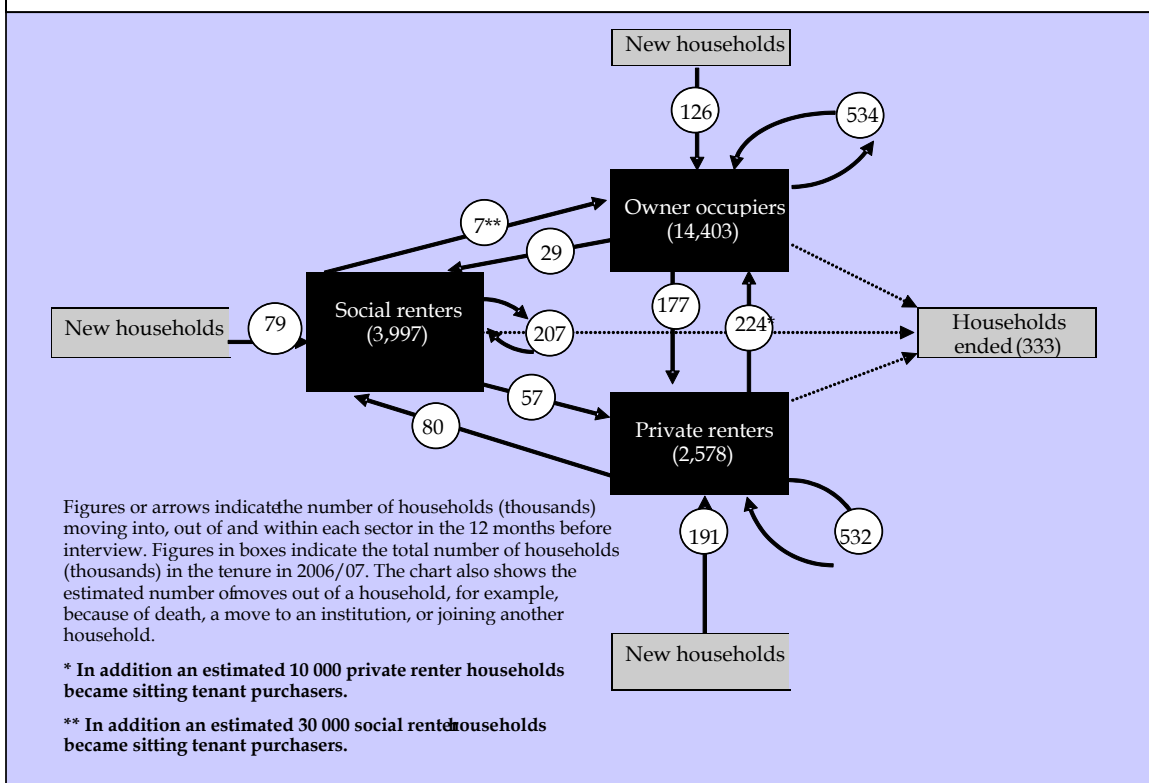 New households
126
534
Owner occupiers
(14,403)
7**
29
177
224*
New households
79
Social renters
(3,997)
207
Households
ended (333)
57
80
Private renters
(2,578)
191
532
New households
Figures or arrows indicatethe number of households (thousands)
moving into, out of and within each sector in the 12 months before
interview. Figures in boxes indicate the total number of households
(thousands) in the tenure in 2006/07. The chart also shows the
estimated number ofmoves out of a household, for example,
because of death, a move to an institution, or joining another
household.
* In addition an estimated 10 000 private renter households
became sitting tenant purchasers.
** In addition an estimated 30 000 social renterhouseholds
became sitting tenant purchasers.